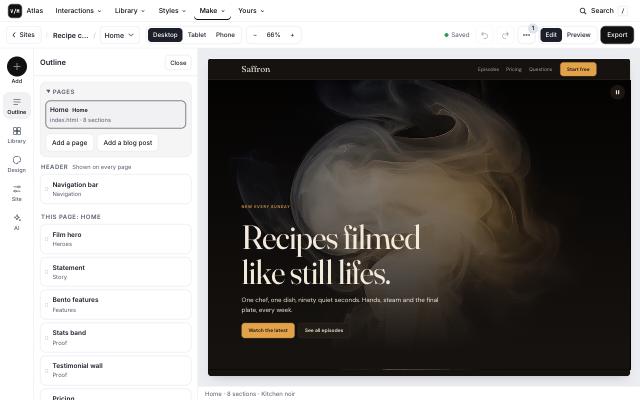 V/M Atlas Interactions Library Styles Make Yours Search /
Sites / Recipe c... / Home Desktop Tablet Phone − 66% + Saved ••• 1 Edit Preview Export
Add
Outline
Library
Design
Site
AI
Outline Close
PAGES
Home Home
index.html · 8 sections
Add a page Add a blog post
HEADER Shown on every page
Navigation bar
Navigation
THIS PAGE: HOME
Film hero
Heroes
Statement
Story
Bento features
Features
Stats band
Proof
Testimonial wall
Proof
Pricing
Saffron Episodes Pricing Questions Start free
NEW EVERY SUNDAY
Recipes filmed
like still lifes.
One chef, one dish, ninety quiet seconds. Hands, steam and the final
plate, every week.
Watch the latest See all episodes
Home · 8 sections · Kitchen noir